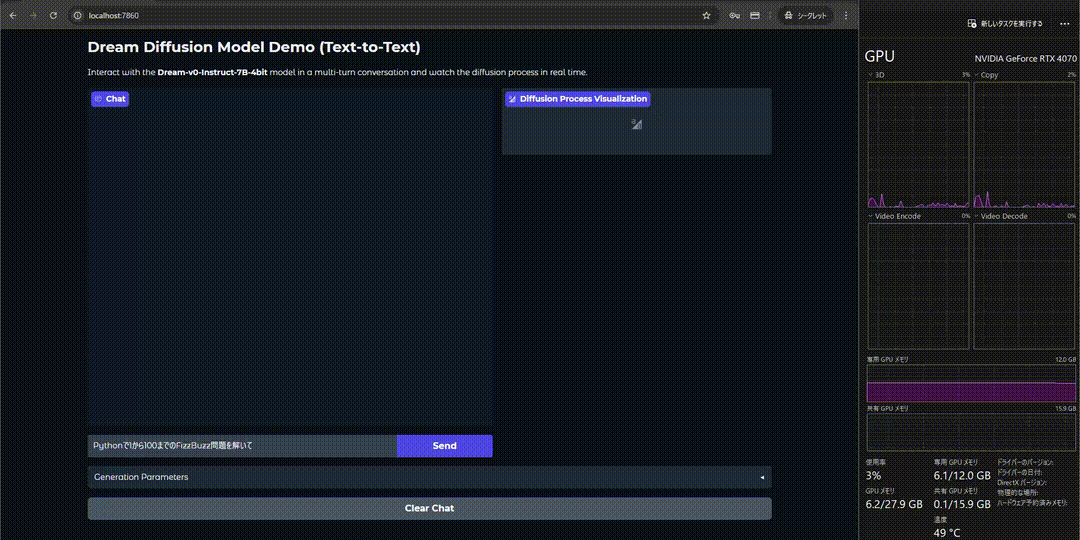 localhost:7860
シークレット
Dream Diffusion Model Demo (Text-to-Text)
Interact with the Dream-v0-Instruct-7B-4bit model in a multi-turn conversation and watch the diffusion process in real time.
Chat
Diffusion Process Visualization
Pythonで1から100までのFizzBuzz問題を解いて
Send
Generation Parameters
Clear Chat
新しいタスクを実行する
GPU
NVIDIA GeForce RTX 4070
3D 3%
Copy 2%
Video Encode 0%
Video Decode 0%
専用 GPU メモリ 12.0 GB
共有 GPU メモリ 15.9 GB
使用率
3%
専用 GPU メモリ
6.1/12.0 GB
ドライバーのバージョン:
ドライバーの日付:
DirectX バージョン:
物理的な場所:
ハードウェア予約済みメモリ:
GPU メモリ
6.2/27.9 GB
共有 GPU メモリ
0.1/15.9 GB
温度
49 °C